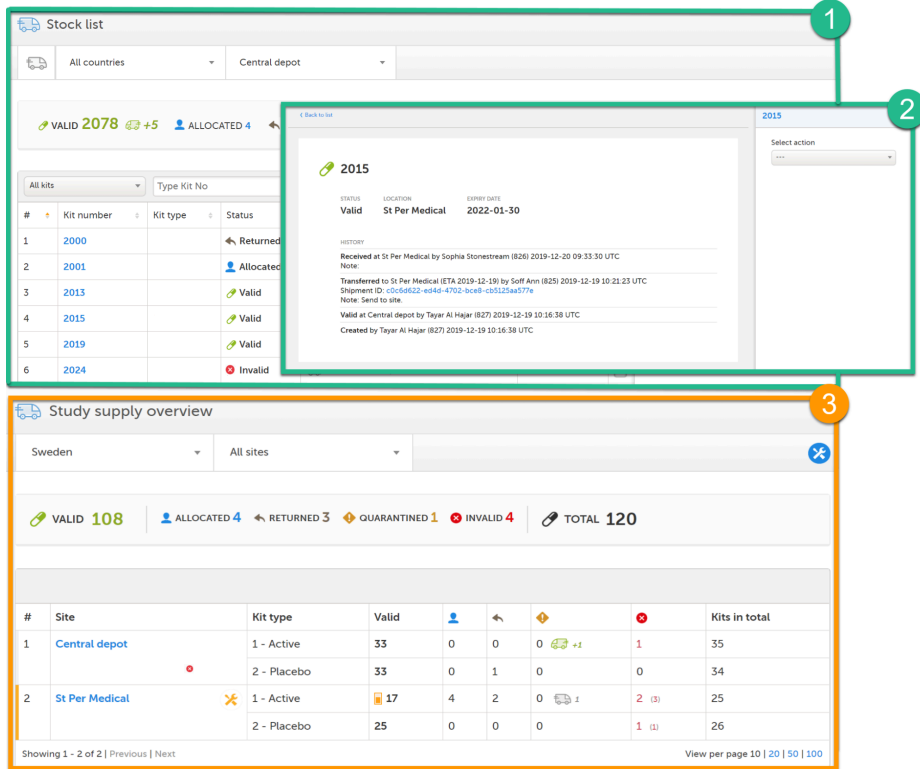 Stock list
1
All countries
Central depot
VALID 2078 +5 ALLOCATED 4
All kits
Type Kit No
# Kit number Kit type Status
1 2000 Returned
2 2001 Allocated
3 2013 Valid
4 2015 Valid
5 2019 Valid
6 2024 Invalid
2
Back to list
2015
STATUS LOCATION EXPIRY DATE
Valid St Per Medical 2022-01-30
HISTORY
Received at St Per Medical by Sophia Stonestream (826) 2019-12-20 09:33:30 UTC
Note:
Transferred to St Per Medical (ETA 2019-12-19) by Soff Ann (825) 2019-12-19 10:21:23 UTC
Shipment ID: c0c6d622-ed4d-4702-bce8-cb5125aa577e
Note: Send to site.
Valid at Central depot by Tayar Al Hajar (827) 2019-12-19 10:16:38 UTC
Created by Tayar Al Hajar (827) 2019-12-19 10:16:38 UTC
2015
Select action
---
3
Study supply overview
Sweden
All sites
VALID 108 ALLOCATED 4 RETURNED 3 QUARANTINED 1 INVALID 4 TOTAL 120
# Site Kit type Valid Kits in total
1 Central depot 1 - Active 33 0 0 0 +1 1 35
2 - Placebo 33 0 1 0 0 34
2 St Per Medical 1 - Active 17 4 2 0 1 2 (3) 25
2 - Placebo 25 0 0 0 1 (1) 26
Showing 1 - 2 of 2 | Previous | Next
View per page 10 | 20 | 50 | 100